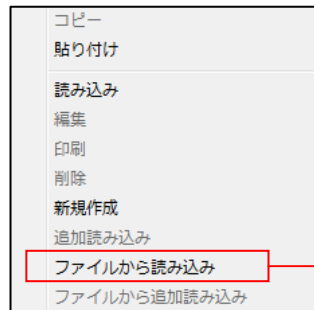 コピー
貼り付け
読み込み
編集
印刷
削除
新規作成
追加読み込み
ファイルから読み込み
ファイルから追加読み込み